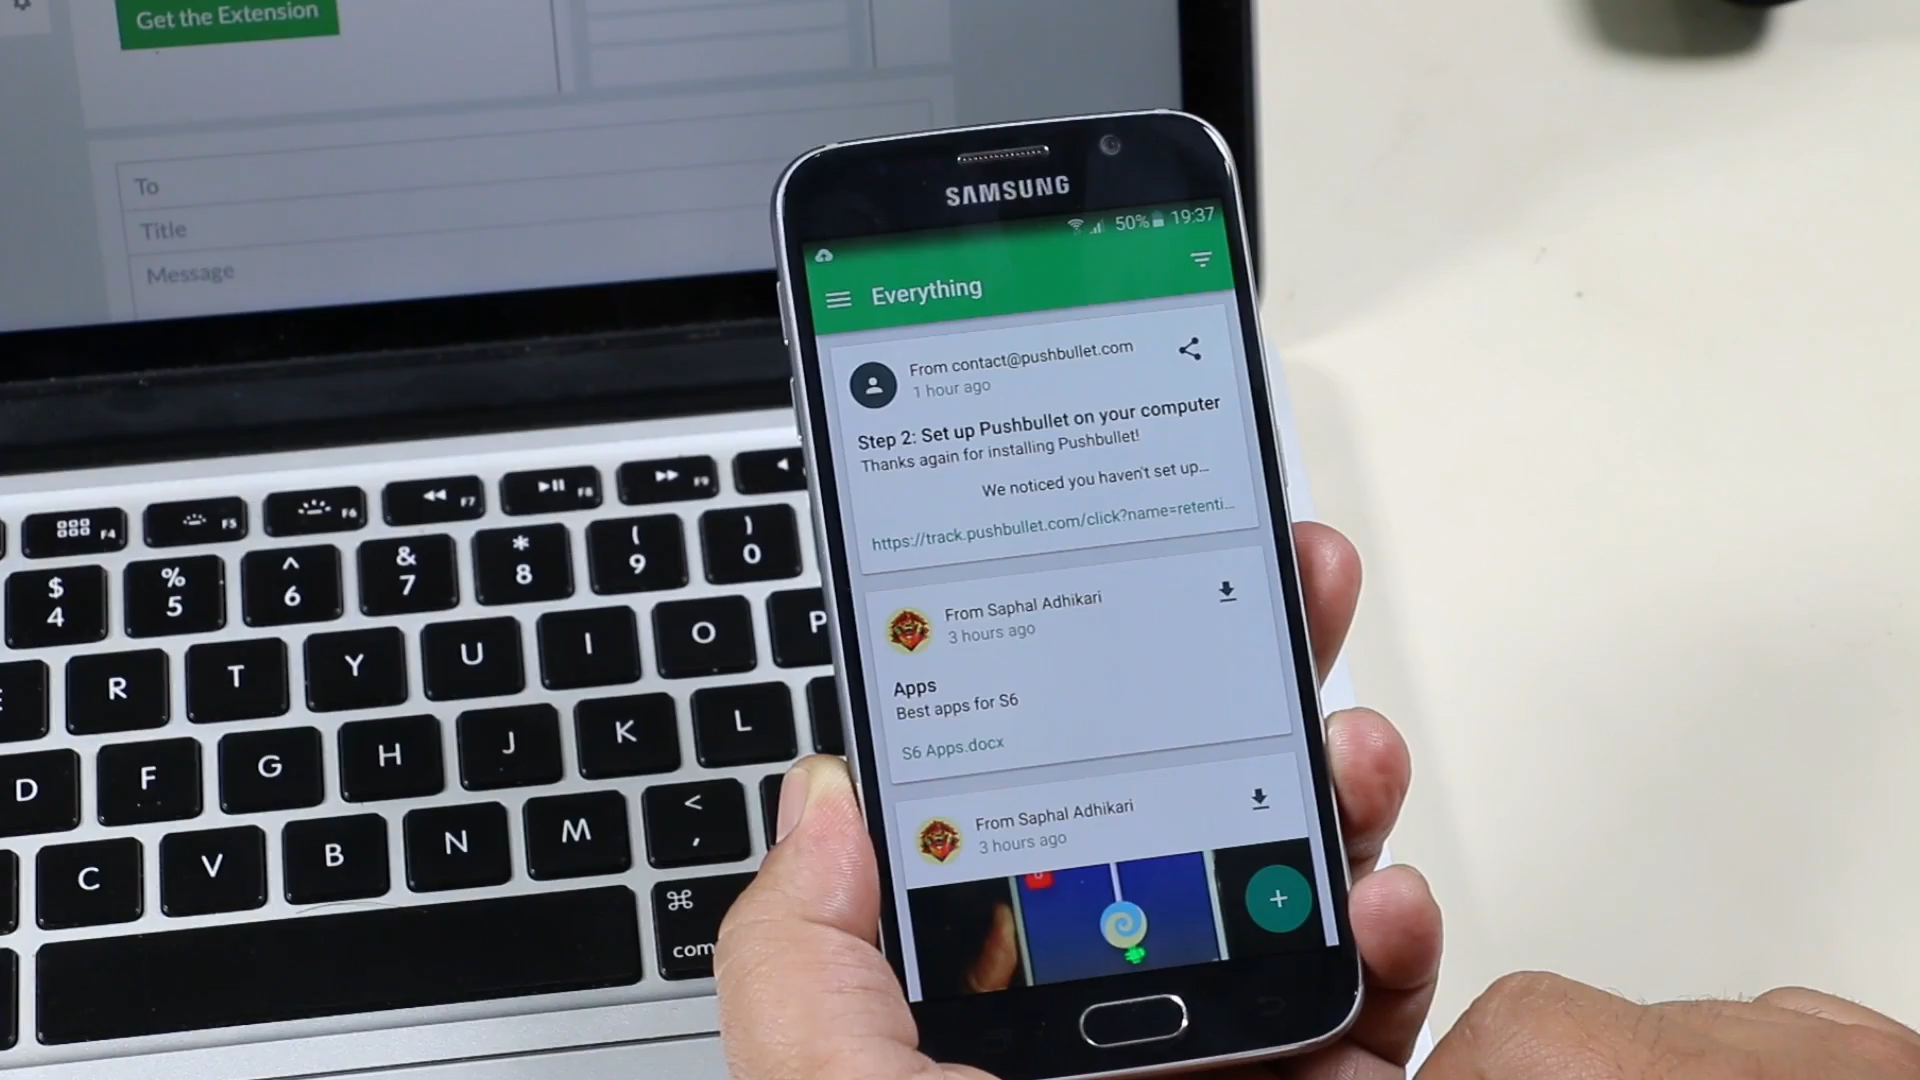 Get the Extension
To
Title
Message
SAMSUNG
50% 19:37
Everything
From contact@pushbullet.com
1 hour ago
Step 2: Set up Pushbullet on your computer
Thanks again for installing Pushbullet!
We noticed you haven't set up...
https://track.pushbullet.com/click?name=retenti...
From Saphal Adhikari
3 hours ago
Apps
Best apps for S6
S6 Apps.docx
From Saphal Adhikari
3 hours ago
F4 F5 F6 F7 F8 F9
$ % ^ & * ( )
4 5 6 7 8 9 0
R T Y U I O P
D F G H J K L
C V B N M < ,
⌘
com